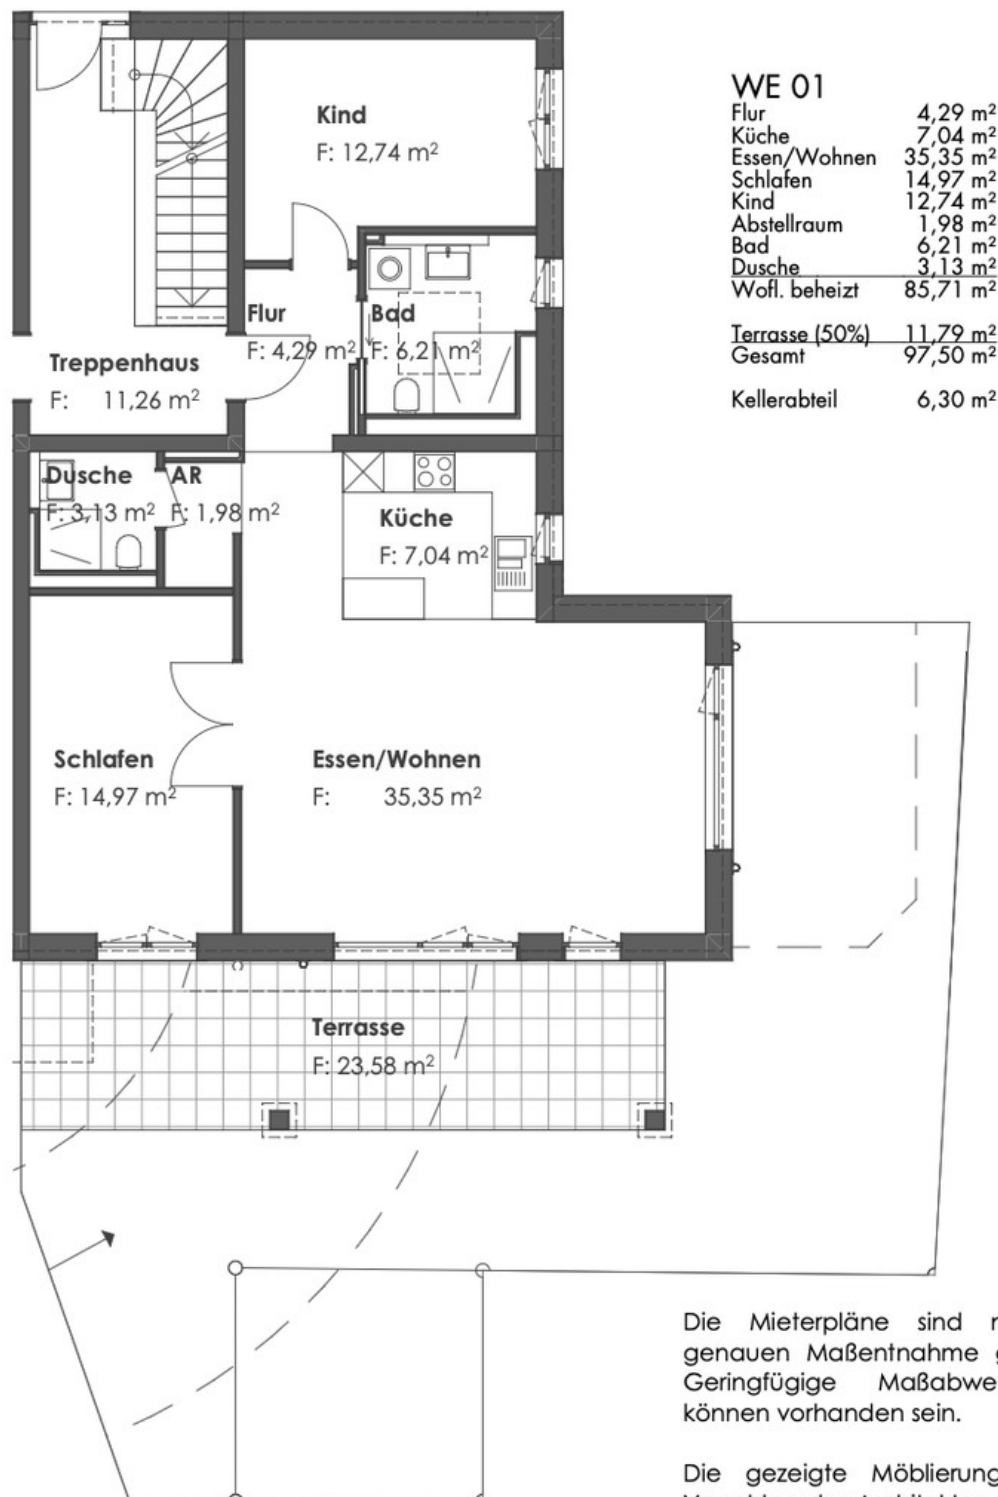 WE 01
Flur 4,29 m²
Küche 7,04 m²
Essen/Wohnen 35,35 m²
Schlafen 14,97 m²
Kind 12,74 m²
Abstellraum 1,98 m²
Bad 6,21 m²
Dusche 3,13 m²
Wofl. beheizt 85,71 m²
Terrasse (50%) 11,79 m²
Gesamt 97,50 m²
Kellerabteil 6,30 m²
Kind
F: 12,74 m²
Flur
F: 4,29 m²
Bad
F: 6,21 m²
Treppenhaus
F: 11,26 m²
Dusche
F: 3,13 m²
AR
F: 1,98 m²
Küche
F: 7,04 m²
Schlafen
F: 14,97 m²
Essen/Wohnen
F: 35,35 m²
Terrasse
F: 23,58 m²
Die Mieterpläne sind
genauen Maßentnahme
Geringfügige Maßabwe
können vorhanden sein.
Die gezeigte Möblierung